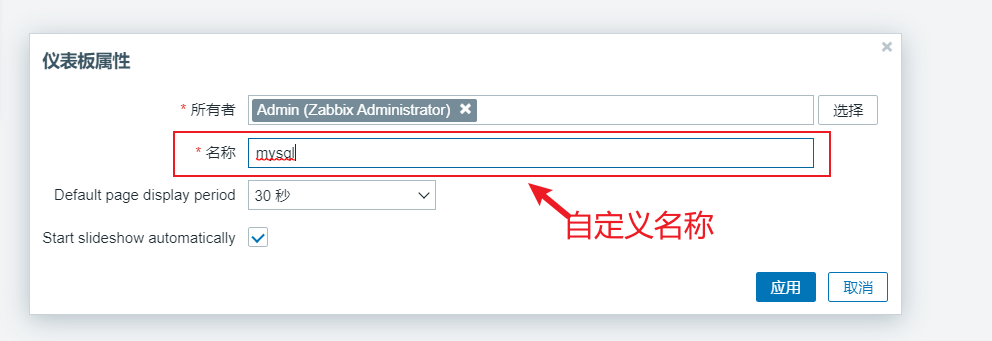 仪表板属性
* 所有者 Admin (Zabbix Administrator) 选择
* 名称 mysql
Default page display period 30 秒
自定义名称
Start slideshow automatically
应用 取消